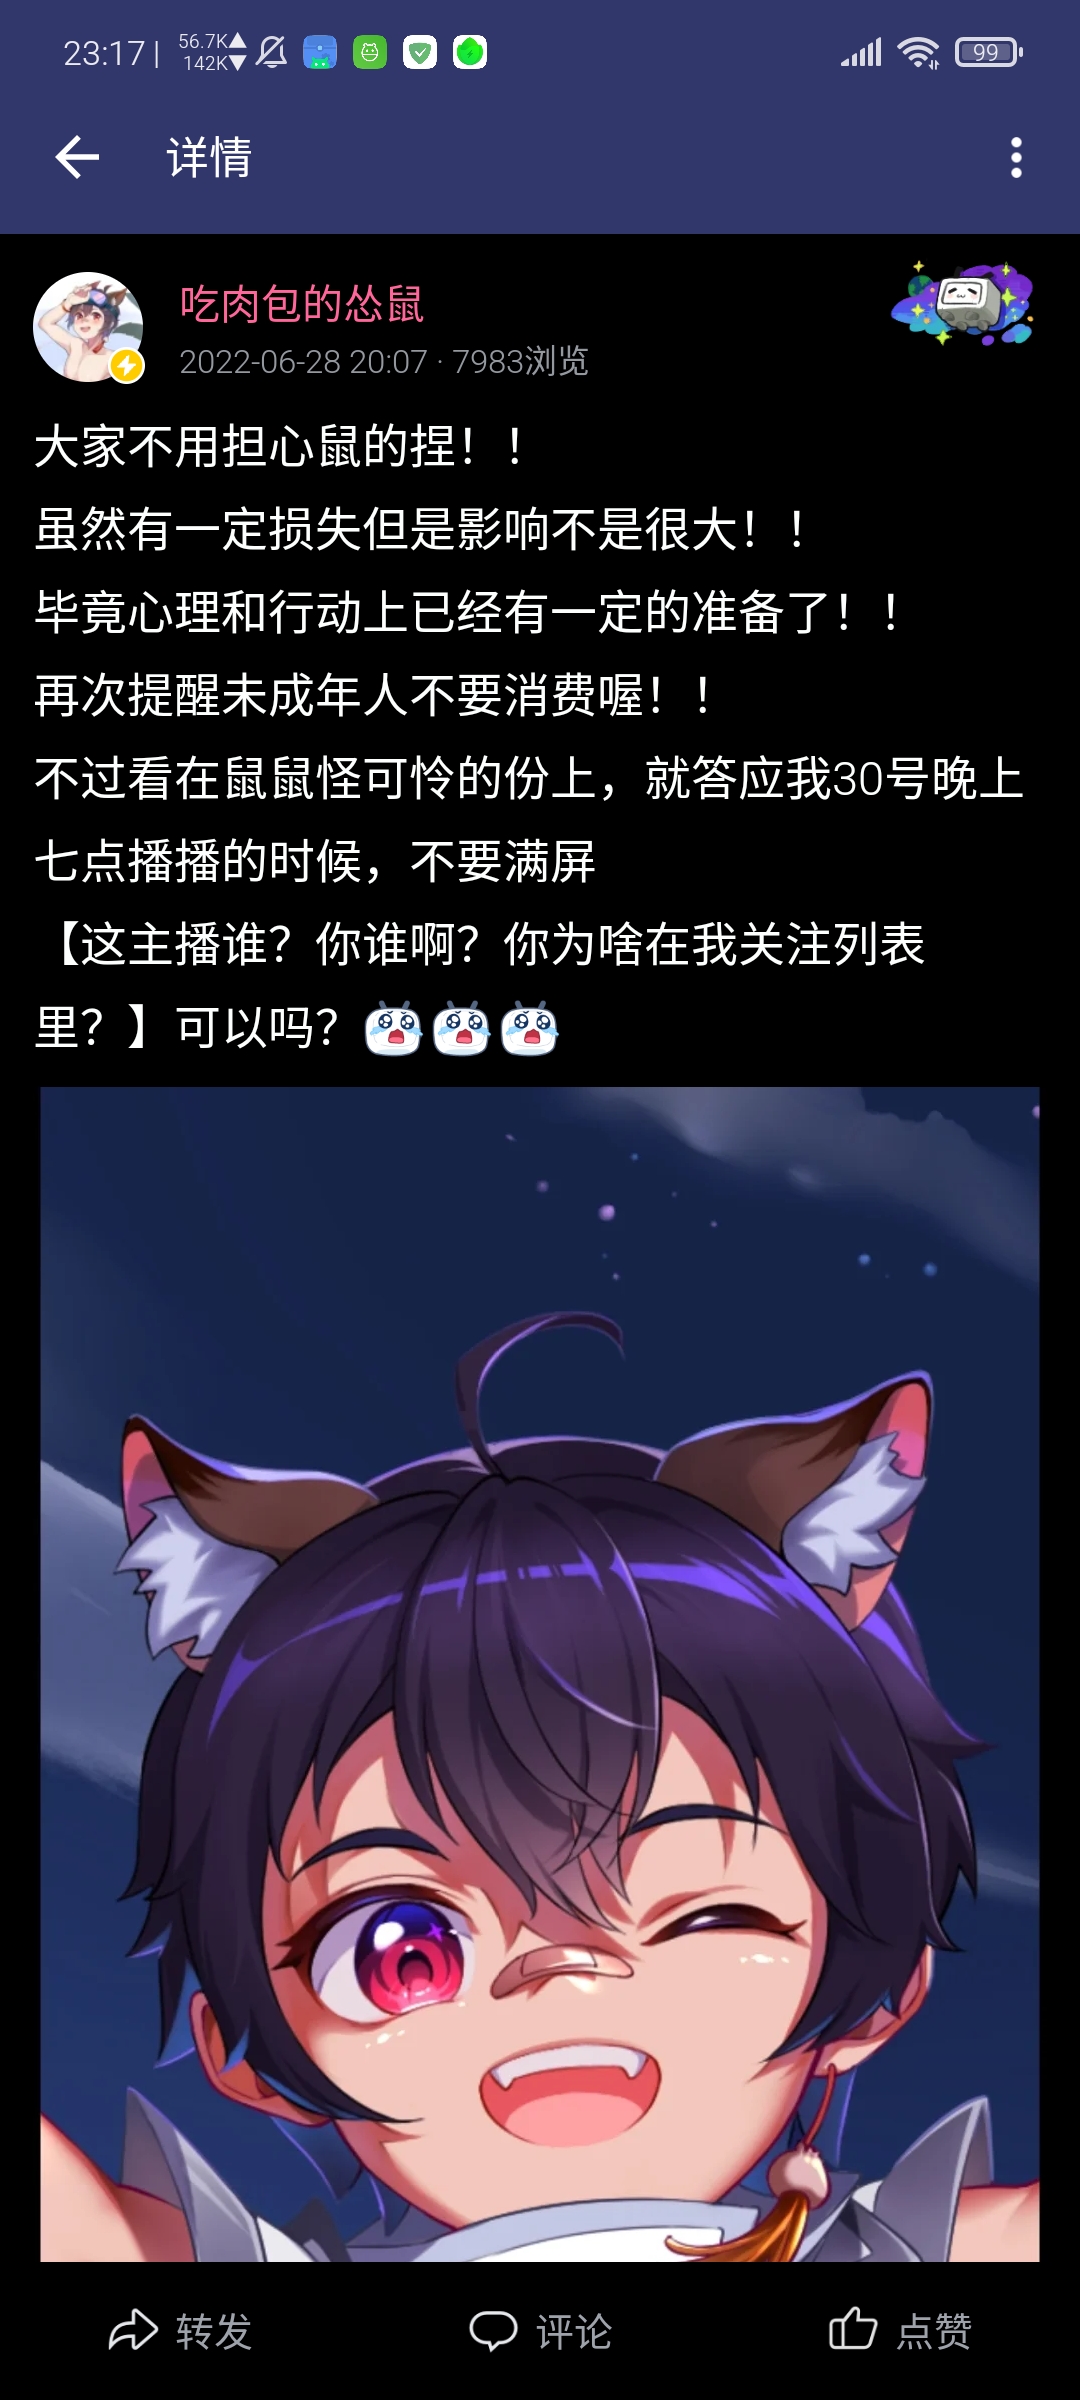 23:17 | 56.7K▲ 142K▼ 99
详情
吃肉包的怂鼠
2022-06-28 20:07 · 7983浏览
大家不用担心鼠的捏！！
虽然有一定损失但是影响不是很大！！
毕竟心理和行动上已经有一定的准备了！！
再次提醒未成年人不要消费喔！！
不过看在鼠鼠怪可怜的份上，就答应我30号晚上
七点播播的时候，不要满屏
【这主播谁？你谁啊？你为啥在我关注列表
里？】可以吗？
转发 评论 点赞